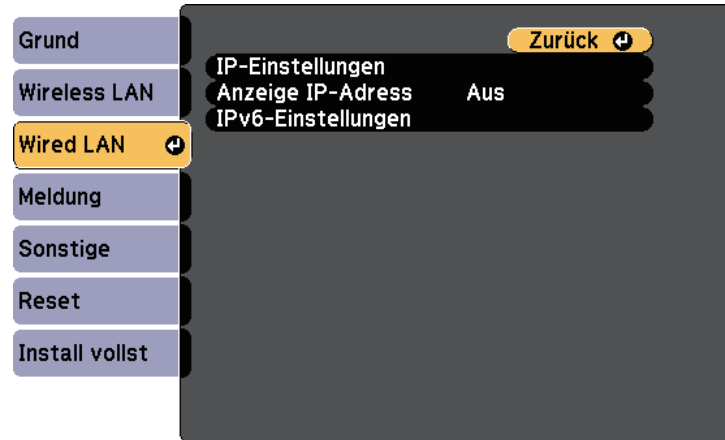 Grund
Wireless LAN
Wired LAN
Meldung
Sonstige
Reset
Install vollst
Zurück
IP-Einstellungen
Anzeige IP-Adress Aus
IPv6-Einstellungen